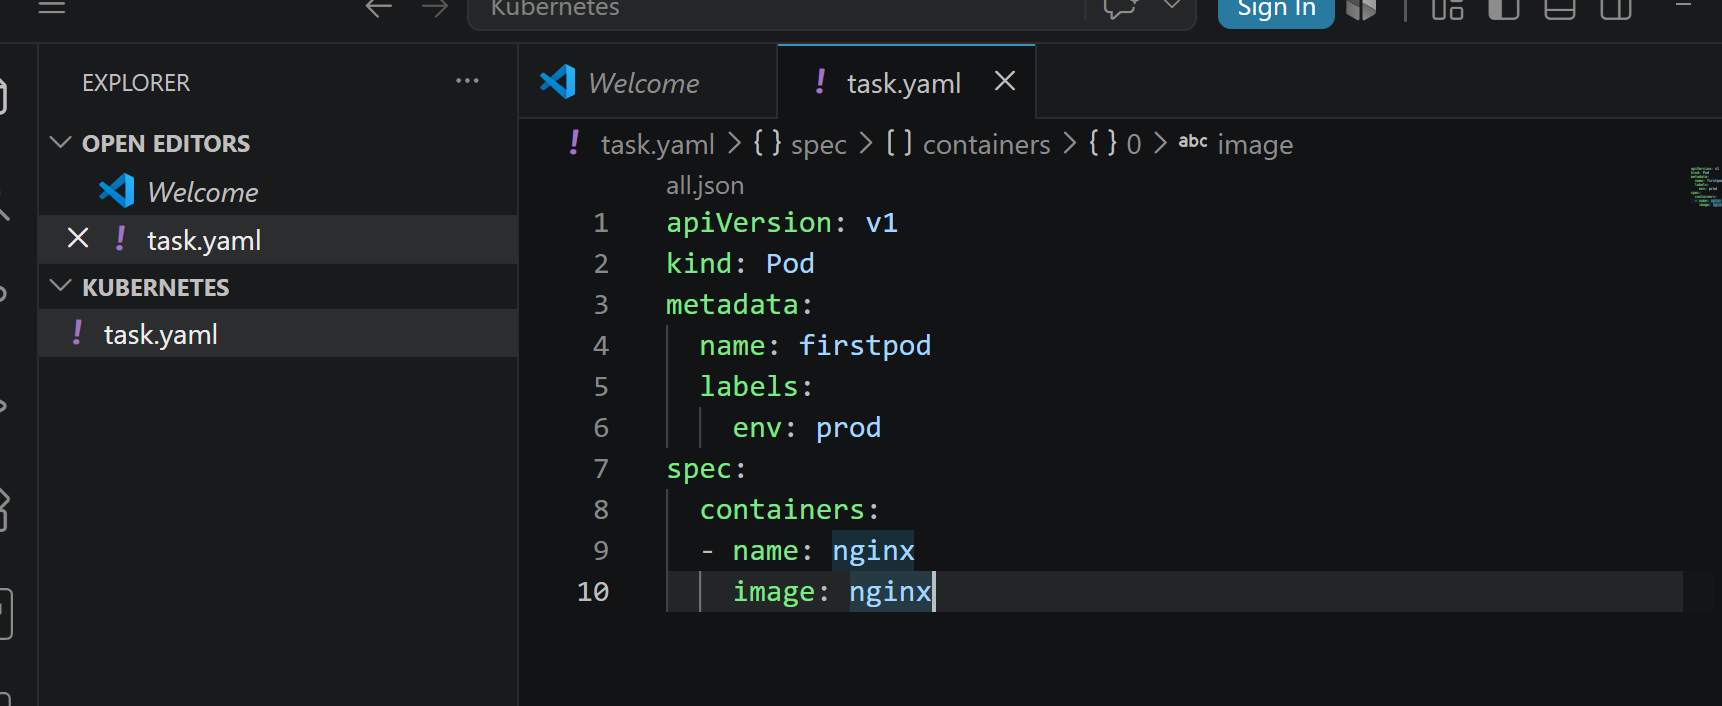 Kubernetes
Sign In
EXPLORER
OPEN EDITORS
Welcome
task.yaml
KUBERNETES
task.yaml
Welcome
task.yaml
task.yaml > {} spec > [] containers > {} 0 > abc image
all.json
1 apiVersion: v1
2 kind: Pod
3 metadata:
4   name: firstpod
5   labels:
6     env: prod
7 spec:
8   containers:
9   - name: nginx
10     image: nginx